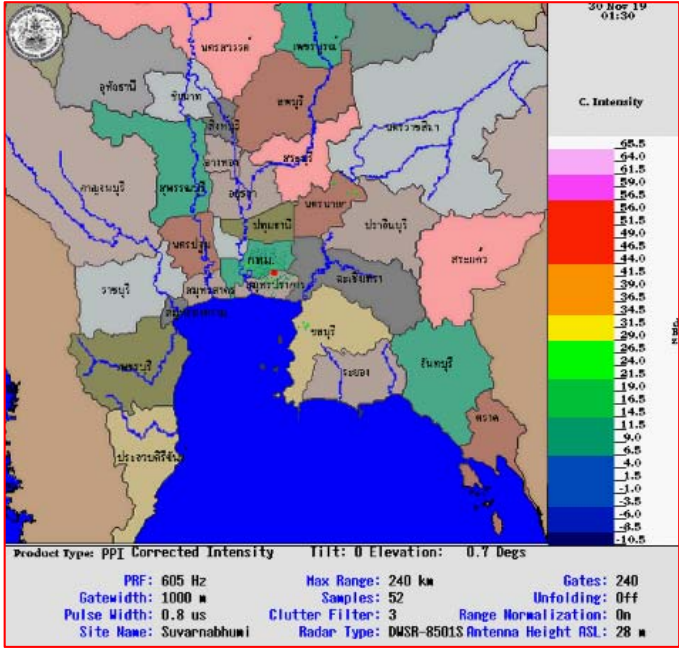 30 Nov 19
01:30
C. Intensity
65.5
64.0
61.5
59.0
56.5
56.0
51.5
49.0
46.5
44.0
41.5
39.0
36.5
34.0
31.5
29.0
26.5
24.0
21.5
19.0
16.5
14.5
11.5
9.0
6.5
4.0
1.5
-1.0
-3.5
-6.0
-8.5
-10.5
นครสวรรค์
เพชรบูรณ์
อุทัยธานี
ชัยนาท
ลพบุรี
สิงห์บุรี
นครราชสีมา
อ่างทอง
สระบุรี
กาญจนบุรี
สุพรรณบุรี
อยุธยา
นครนายก
ปทุมธานี
ปราจีนบุรี
นครปฐม
กทม.
สระแก้ว
ราชบุรี
สมุทรสาคร
สมุทรปราการ
ฉะเชิงเทรา
สมุทรสงคราม
ชลบุรี
เพชรบุรี
ระยอง
จันทบุรี
ตราด
ประจวบคีรีขันธ์
Product Type: PPI Corrected Intensity Tilt: 0 Elevation: 0.7 Degs
PRF: 605 Hz Max Range: 240 km Gates: 240
Gatewidth: 1000 m Samples: 52 Unfolding: Off
Pulse Width: 0.8 us Clutter Filter: 3 Range Normalization: On
Site Name: Suvarnabhumi Radar Type: DWSR-8501S Antenna Height ASL: 28 m